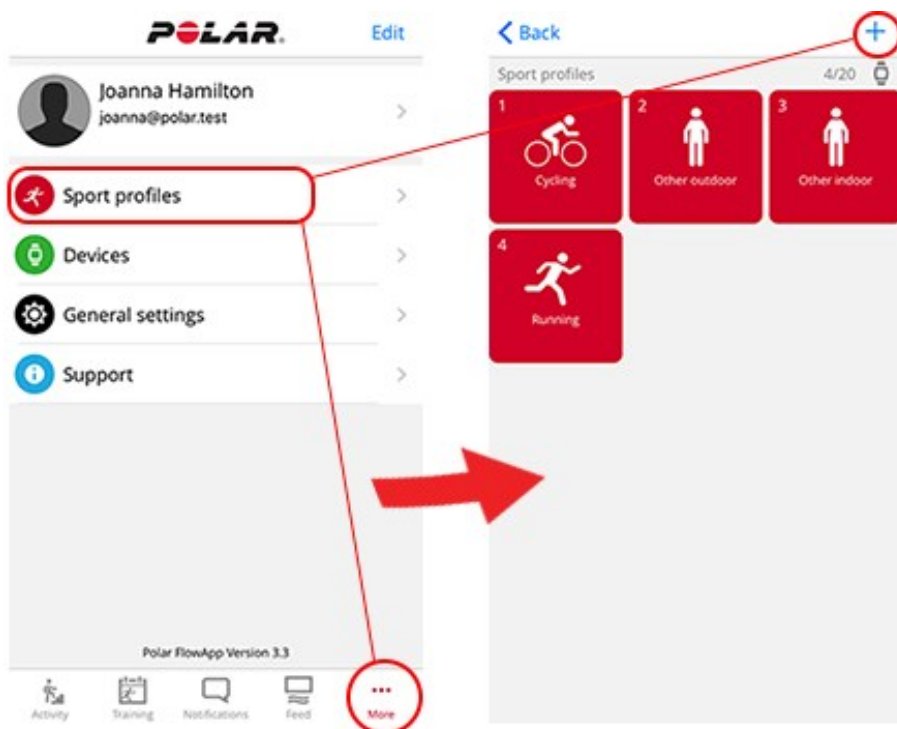 POLAR.
Edit
Joanna Hamilton
joanna@polar.test
Sport profiles
Devices
General settings
Support
Polar FlowApp Version 3.3
Activity
Training
Notifications
Feed
More
Back
Sport profiles
4/20
1
Cycling
2
Other outdoor
3
Other indoor
4
Running